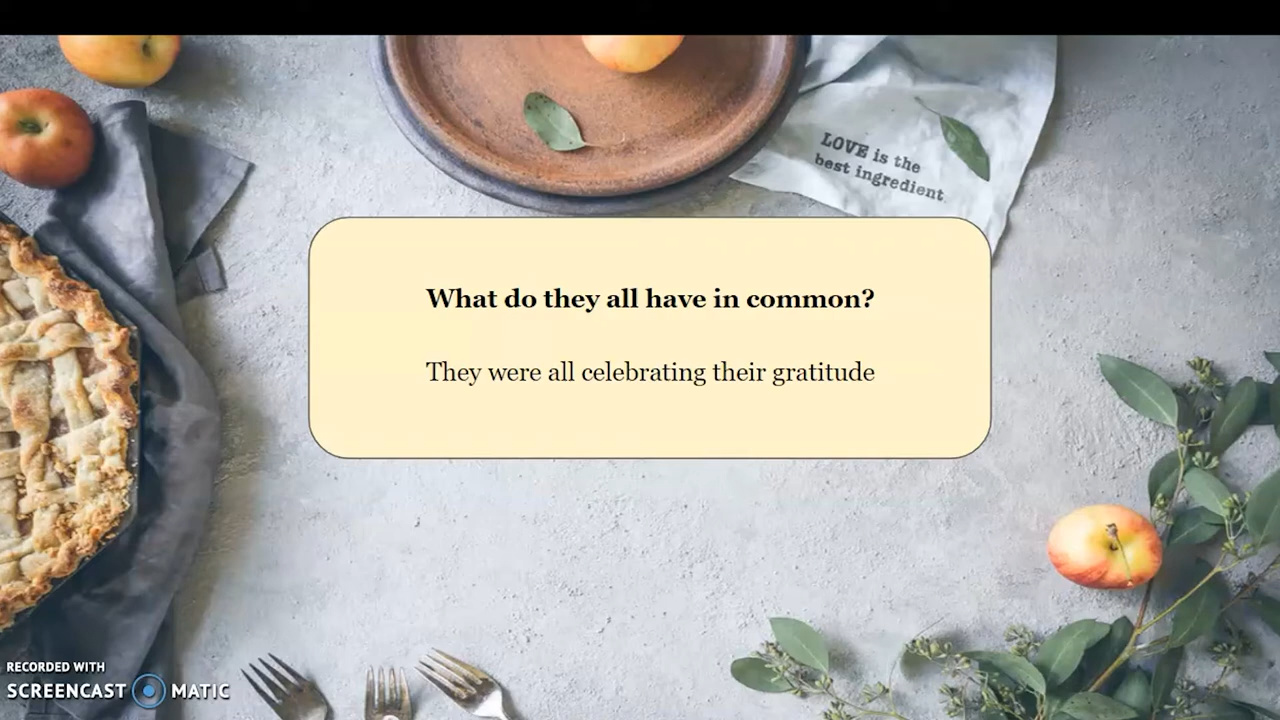 LOVE is the
best ingredient
What do they all have in common?
They were all celebrating their gratitude
RECORDED WITH
SCREENCAST MATIC